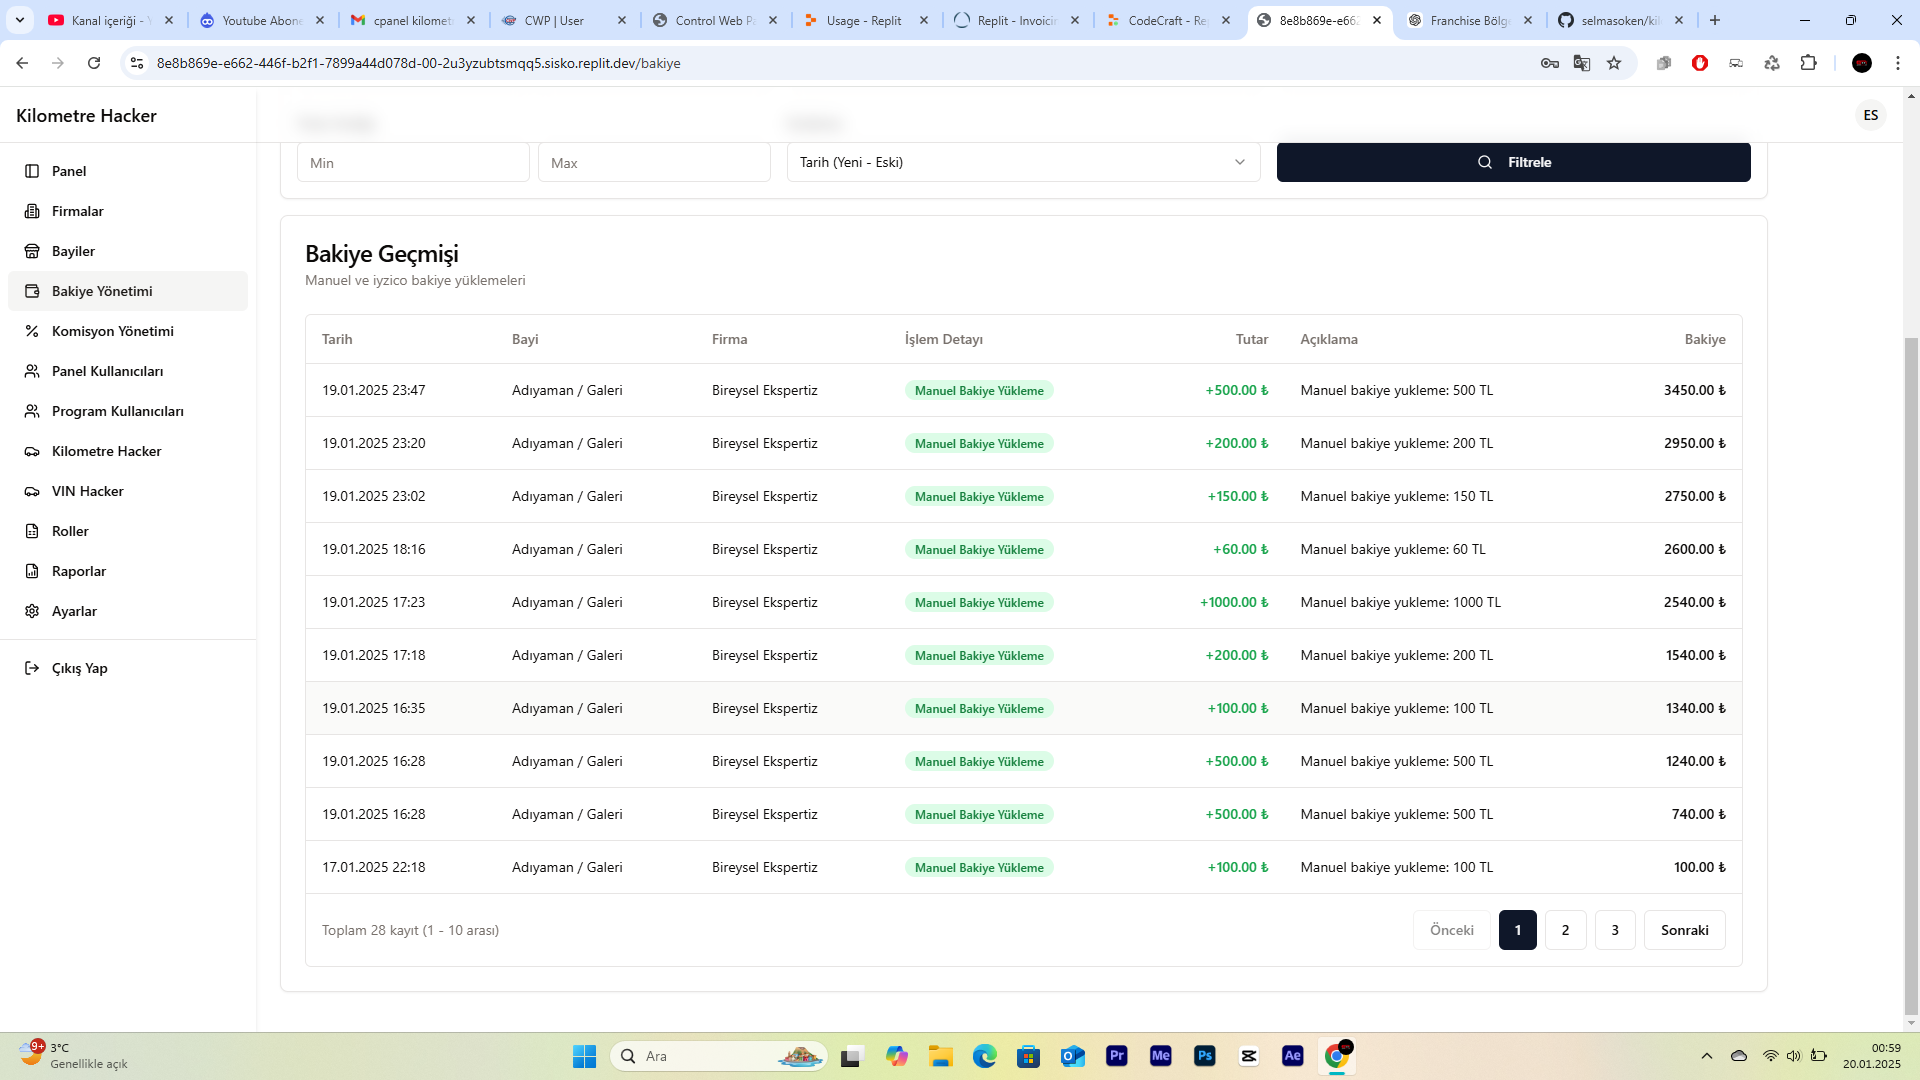 Kanal içeriği - Y
Youtube Abone
cpanel kilomet
CWP | User
Control Web Pa
Usage - Replit
Replit - Invoicin
CodeCraft - Re
8e8b869e-e662
Franchise Bölg
selmasoken/kil
8e8b869e-e662-446f-b2f1-7899a44d078d-00-2u3yzubtsmqq5.sisko.replit.dev/bakiye
Kilometre Hacker
ES
Panel
Firmalar
Bayiler
Bakiye Yönetimi
Komisyon Yönetimi
Panel Kullanıcıları
Program Kullanıcıları
Kilometre Hacker
VIN Hacker
Roller
Raporlar
Ayarlar
Çıkış Yap
Min Max Tarih (Yeni - Eski) Filtrele
Bakiye Geçmişi
Manuel ve iyzico bakiye yüklemeleri
Tarih Bayi Firma İşlem Detayı Tutar Açıklama Bakiye
19.01.2025 23:47 Adıyaman / Galeri Bireysel Ekspertiz Manuel Bakiye Yükleme +500.00 ₺ Manuel bakiye yukleme: 500 TL 3450.00 ₺
19.01.2025 23:20 Adıyaman / Galeri Bireysel Ekspertiz Manuel Bakiye Yükleme +200.00 ₺ Manuel bakiye yukleme: 200 TL 2950.00 ₺
19.01.2025 23:02 Adıyaman / Galeri Bireysel Ekspertiz Manuel Bakiye Yükleme +150.00 ₺ Manuel bakiye yukleme: 150 TL 2750.00 ₺
19.01.2025 18:16 Adıyaman / Galeri Bireysel Ekspertiz Manuel Bakiye Yükleme +60.00 ₺ Manuel bakiye yukleme: 60 TL 2600.00 ₺
19.01.2025 17:23 Adıyaman / Galeri Bireysel Ekspertiz Manuel Bakiye Yükleme +1000.00 ₺ Manuel bakiye yukleme: 1000 TL 2540.00 ₺
19.01.2025 17:18 Adıyaman / Galeri Bireysel Ekspertiz Manuel Bakiye Yükleme +200.00 ₺ Manuel bakiye yukleme: 200 TL 1540.00 ₺
19.01.2025 16:35 Adıyaman / Galeri Bireysel Ekspertiz Manuel Bakiye Yükleme +100.00 ₺ Manuel bakiye yukleme: 100 TL 1340.00 ₺
19.01.2025 16:28 Adıyaman / Galeri Bireysel Ekspertiz Manuel Bakiye Yükleme +500.00 ₺ Manuel bakiye yukleme: 500 TL 1240.00 ₺
19.01.2025 16:28 Adıyaman / Galeri Bireysel Ekspertiz Manuel Bakiye Yükleme +500.00 ₺ Manuel bakiye yukleme: 500 TL 740.00 ₺
17.01.2025 22:18 Adıyaman / Galeri Bireysel Ekspertiz Manuel Bakiye Yükleme +100.00 ₺ Manuel bakiye yukleme: 100 TL 100.00 ₺
Toplam 28 kayıt (1 - 10 arası) Önceki 1 2 3 Sonraki
9+
3°C
Genellikle açık
Ara
Pr
Me
Ps
Ae
00:59
20.01.2025